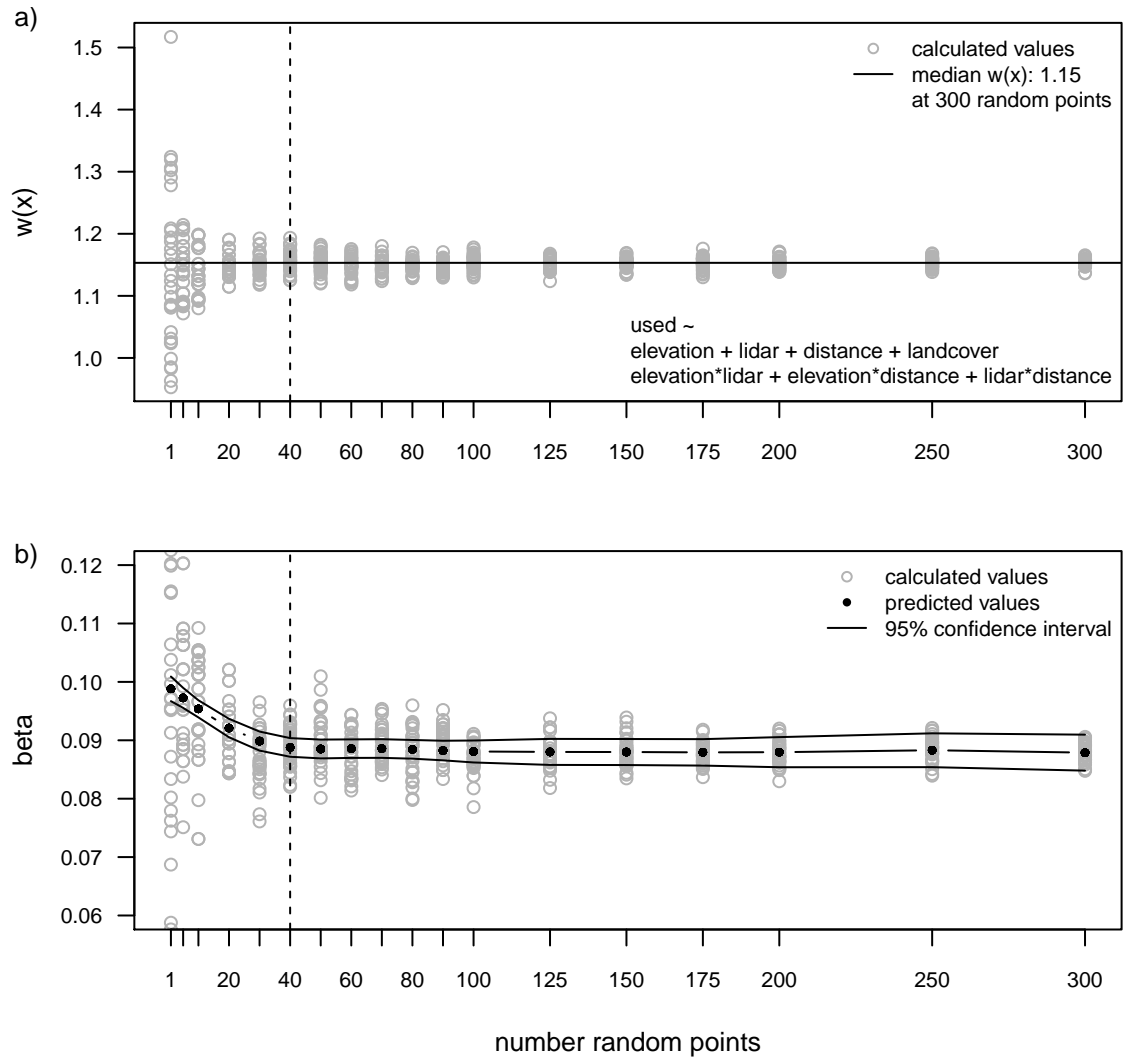 a)
1.5
1.4
1.3
1.2
1.1
1.0
w(x)
calculated values
median w(x): 1.15
at 300 random points
used ~
elevation + lidar + distance + landcover
elevation*lidar + elevation*distance + lidar*distance
1 20 40 60 80 100 125 150 175 200 250 300
b)
0.12
0.11
0.10
0.09
0.08
0.07
0.06
beta
calculated values
predicted values
95% confidence interval
1 20 40 60 80 100 125 150 175 200 250 300
number random points